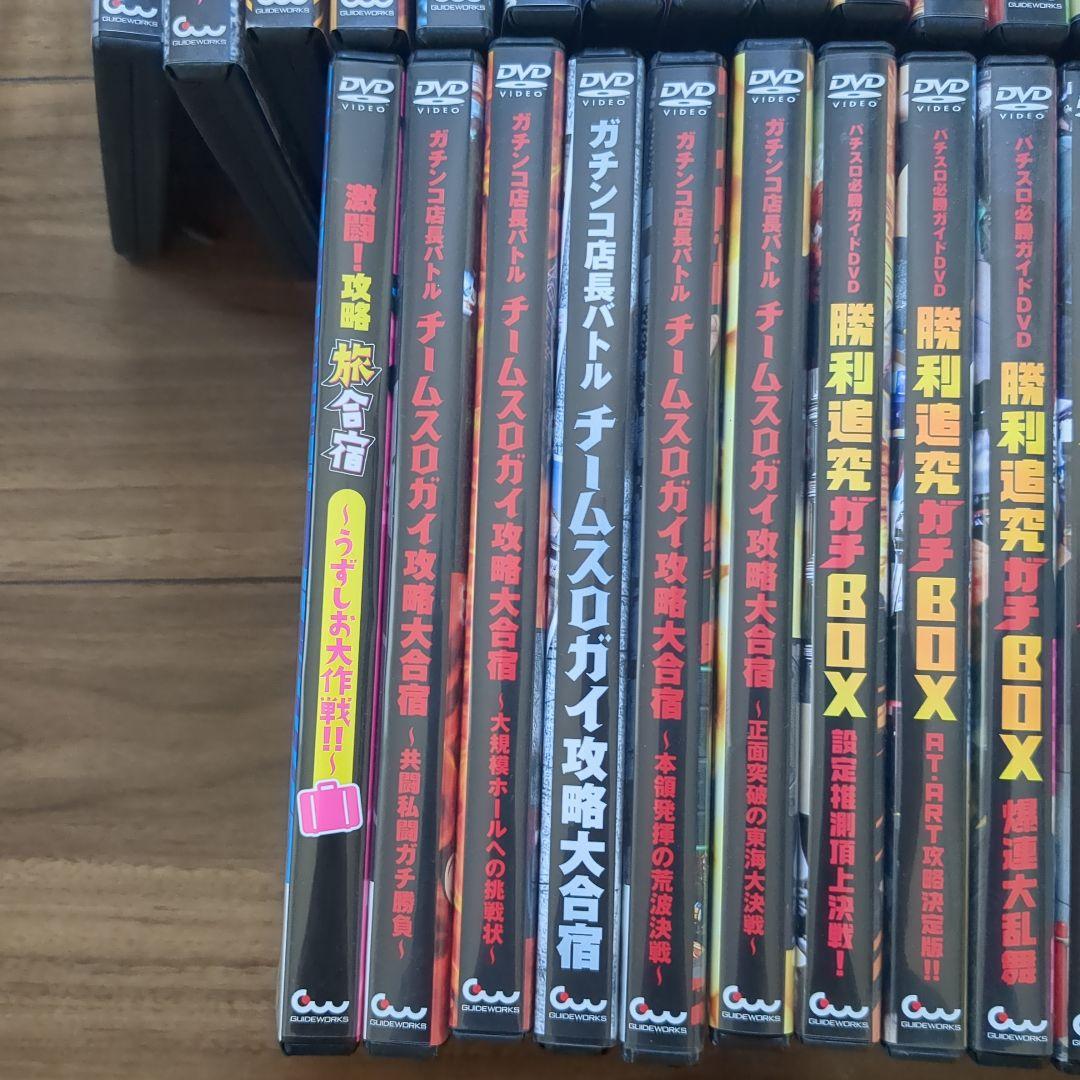 GUIDEWORKS
GUIDEWORKS
GUIDEWORKS
GUIDEWORKS
GUIDEWORKS
DVD
VIDEO
激闘!攻略 旅合宿
～うずしお大作戦!!～
GUIDEWORKS
DVD
VIDEO
ガチンコ店長バトル チームスロガイ攻略大合宿 ～共闘私闘ガチ勝負～
GUIDEWORKS
DVD
VIDEO
ガチンコ店長バトル チームスロガイ攻略大合宿 ～大規模ホールへの挑戦状～
GUIDEWORKS
DVD
VIDEO
ガチンコ店長バトル チームスロガイ攻略大合宿
GUIDEWORKS
DVD
VIDEO
ガチンコ店長バトル チームスロガイ攻略大合宿 ～本領発揮の荒波決戦～
GUIDEWORKS
DVD
VIDEO
ガチンコ店長バトル チームスロガイ攻略大合宿 ～正面突破の東海大決戦～
GUIDEWORKS
DVD
VIDEO
パチスロ必勝ガイドDVD
勝利追究ガチBOX
設定推測頂上決戦!
GUIDEWORKS
DVD
VIDEO
パチスロ必勝ガイドDVD
勝利追究ガチBOX
AT・ART攻略決定版!!
GUIDEWORKS
DVD
VIDEO
パチスロ必勝ガイドDVD
勝利追究ガチBOX
爆連大乱舞
GUIDEWORKS